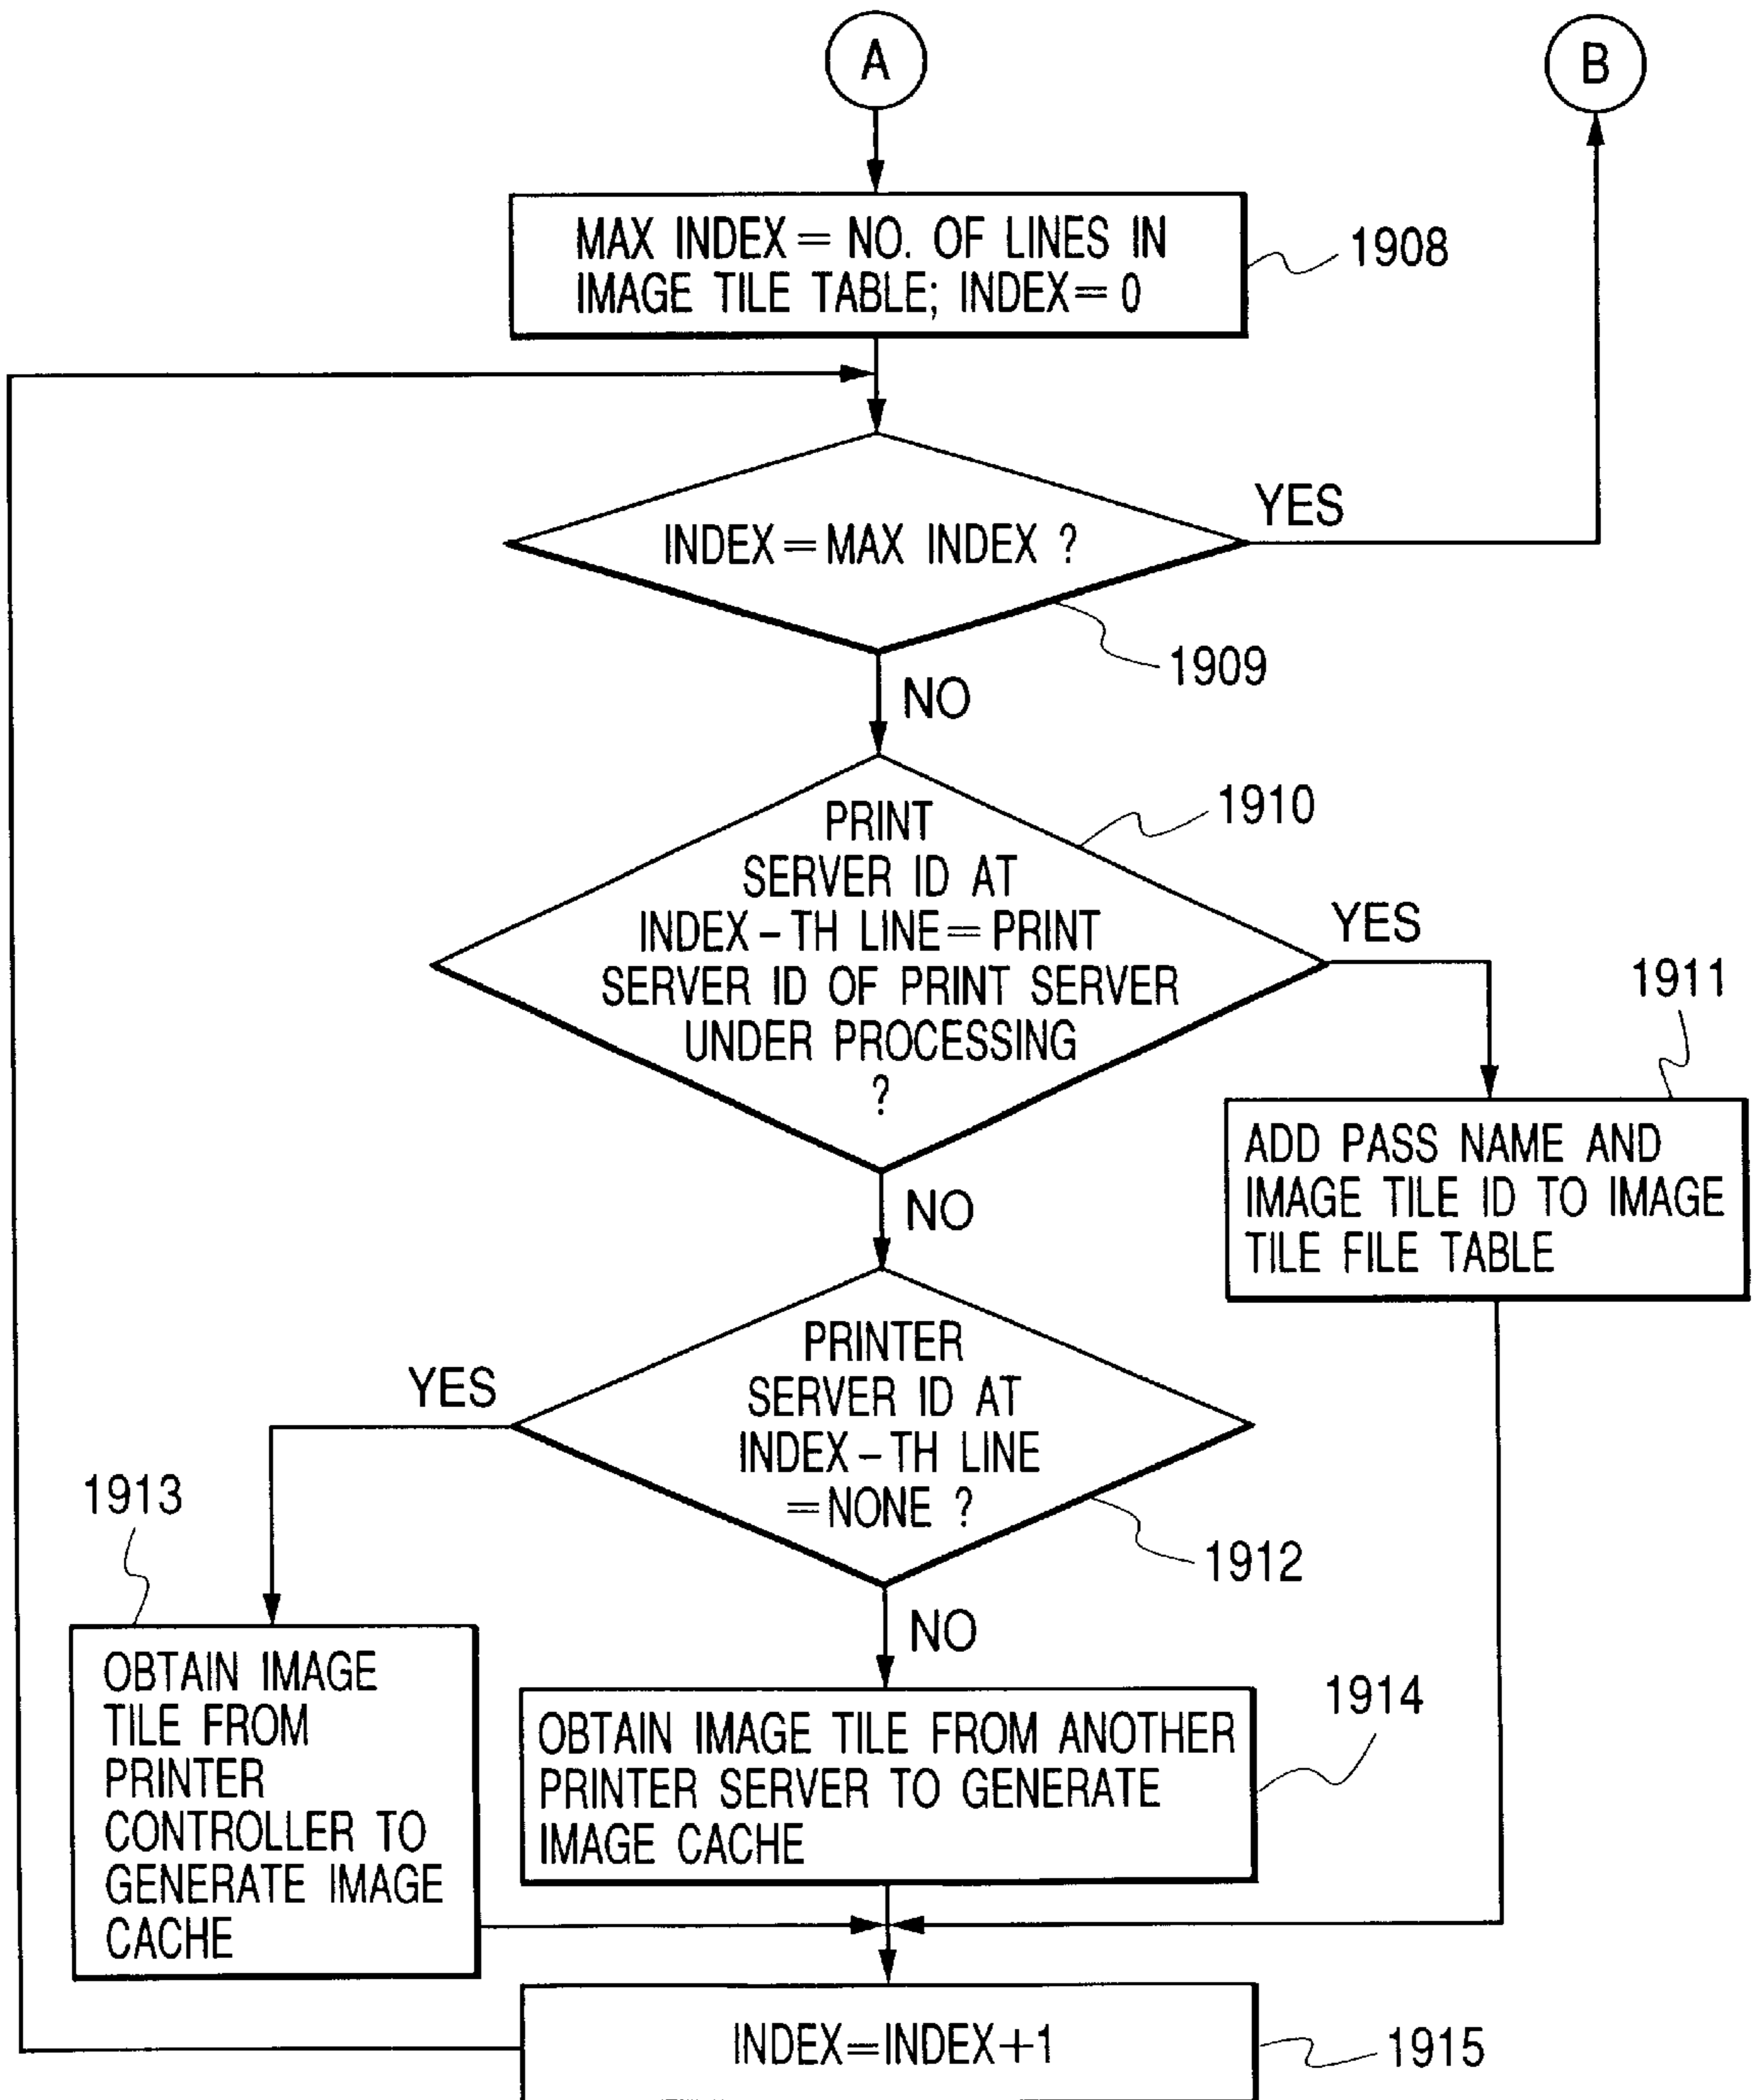 A
B
MAX INDEX = NO. OF LINES IN
IMAGE TILE TABLE; INDEX = 0
1908
INDEX = MAX INDEX ?
YES
1909
NO
PRINT
SERVER ID AT
INDEX – TH LINE = PRINT
SERVER ID OF PRINT SERVER
UNDER PROCESSING
?
1910
YES
1911
ADD PASS NAME AND
IMAGE TILE ID TO IMAGE
TILE FILE TABLE
NO
PRINTER
SERVER ID AT
INDEX – TH LINE
= NONE ?
YES
1912
1913
NO
OBTAIN IMAGE
TILE FROM
PRINTER
CONTROLLER TO
GENERATE IMAGE
CACHE
1914
OBTAIN IMAGE TILE FROM ANOTHER
PRINTER SERVER TO GENERATE
IMAGE CACHE
INDEX = INDEX + 1
1915